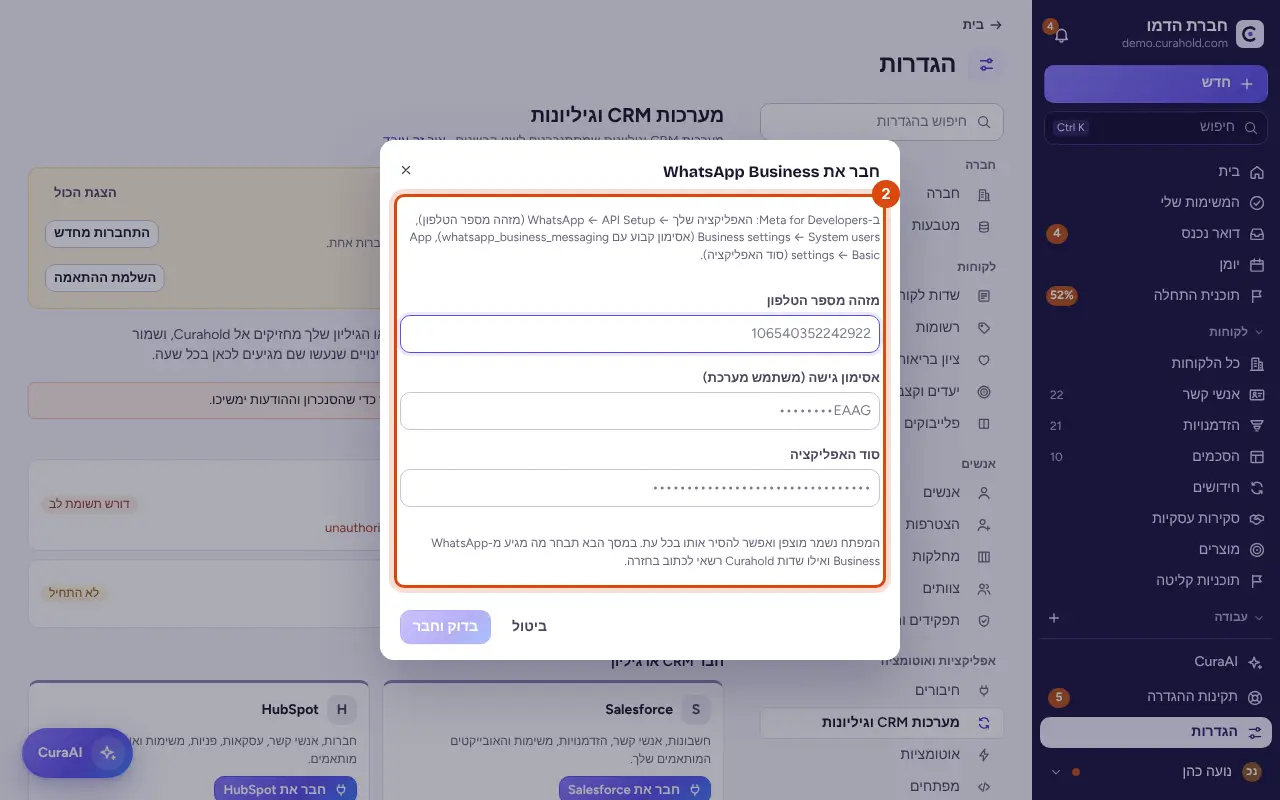 חברת הדמו
demo.curahold.com
4
חדש
חיפוש
Ctrl K
בית
המשימות שלי
דואר נכנס
4
יומן
תוכנית התחלה
52%
לקוחות
כל הלקוחות
אנשי קשר
22
הזדמנויות
21
הסכמים
10
חידושים
סקירות עסקיות
מוצרים
תוכניות קליטה
עבודה
CuraAI
תקינות ההגדרה
5
הגדרות
נכ
נועה כהן
בית
הגדרות
חיפוש בהגדרות
חברה
חברה
מטבעות
לקוחות
שדות לקוח
רשומות
ציון בריאות
יעדים וקצב
פלייבוקים
אנשים
אנשים
הצטרפות
מחלקות
צוותים
תפקידים
אפליקציות ואוטומציה
חיבורים
מערכות CRM וגיליונות
אוטומציות
מפתחים
מערכות CRM וגיליונות
הצגת הכול
התחברות מחדש
ברות אחת.
השלמת ההתאמה
או הגיליון שלך מחזיקים אל Curahold, ושמור
ינויים שנעשו שם מגיעים לכאן בכל שעה.
כדי שהסנכרון וההודעות ימשיכו.
דורש תשומת לב
unauthori
לא התחיל
חבר את WhatsApp Business
2
ב-Meta for Developers: האפליקציה שלך ← WhatsApp ← API Setup (מזהה מספר הטלפון),
Business settings ← System users (אסימון קבוע עם whatsapp_business_messaging), App
settings ← Basic (סוד האפליקציה).
מזהה מספר הטלפון
106540352242922
אסימון גישה (משתמש מערכת)
EAAG••••••••
סוד האפליקציה
••••••••••••••••••••••••••••••••
המפתח נשמר מוצפן ואפשר להסיר אותו בכל עת. במסך הבא תבחר מה מגיע מ-WhatsApp
Business ואילו שדות Curahold רשאי לכתוב בחזרה.
ביטול
בדוק וחבר
חבר CRM או גיליון
S
Salesforce
חשבונות, אנשי קשר, הזדמנויות, משימות והאובייקטים
המותאמים שלך.
חבר את Salesforce
H
HubSpot
חברות, אנשי קשר, עסקאות, פניות, משימות
מותאמים.
חבר את HubSpot
CuraAI